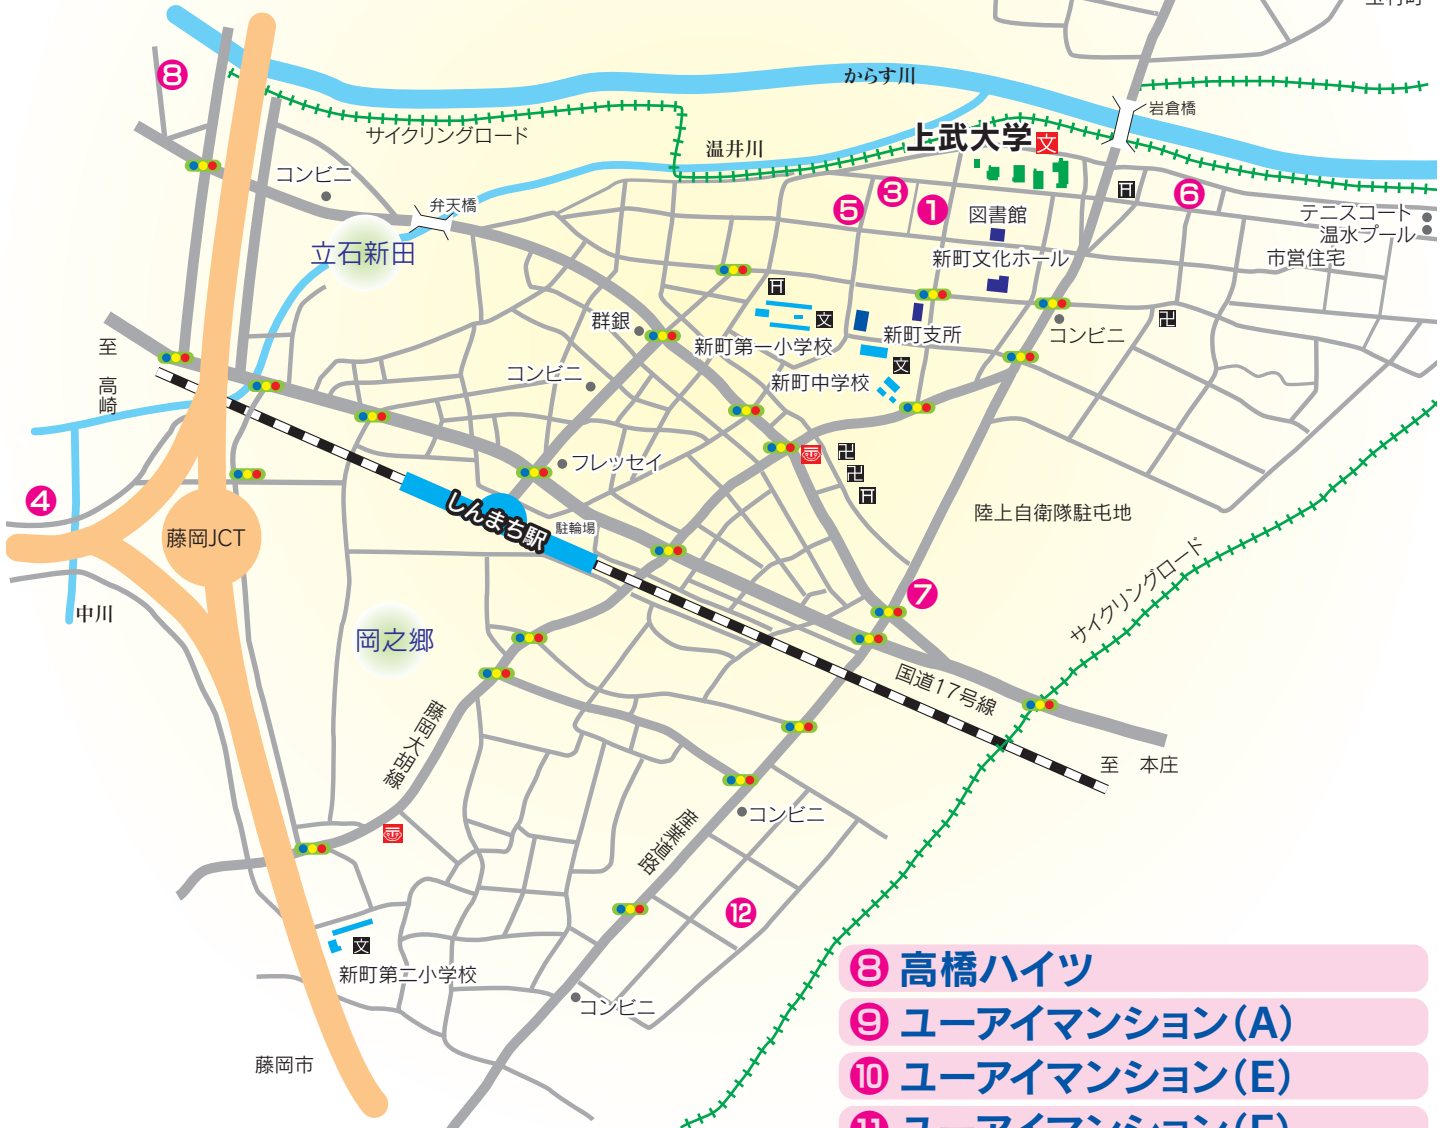 8
からす川
岩倉橋
サイクリングロード
温井川
上武大学
文
コンビニ
弁天橋
5
3
1
6
図書館
テニスコート
温水プール
立石新田
新町文化ホール
市営住宅
群銀
文
新町支所
コンビニ
卍
至
高崎
新町第一小学校
文
コンビニ
新町中学校
フレッセイ
卍
卍
4
しんまち駅
駐輪場
陸上自衛隊駐屯地
藤岡JCT
サイクリングロード
7
中川
岡之郷
国道17号線
藤岡大胡線
至 本庄
コンビニ
産業道路
12
文
新町第二小学校
コンビニ
藤岡市
8 高橋ハイツ
9 ユーアイマンション(A)
10 ユーアイマンション(E)